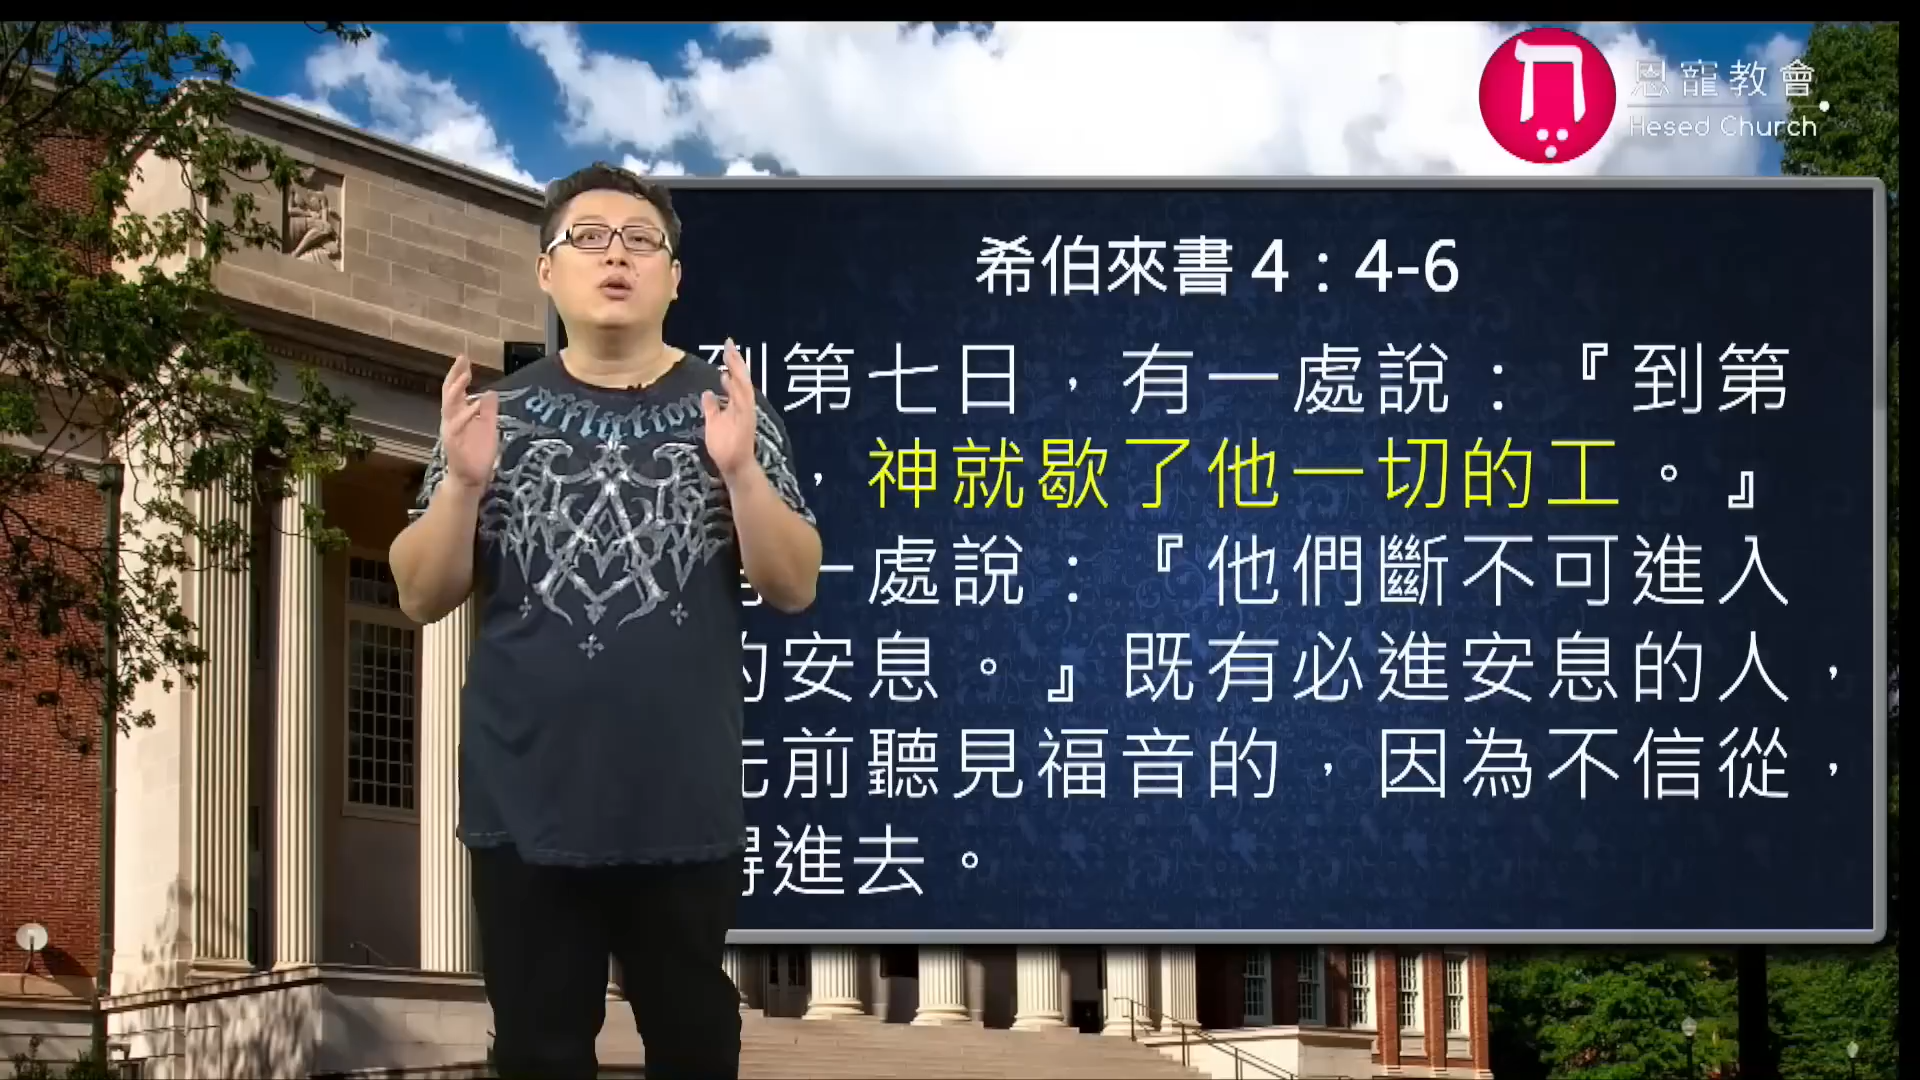 恩寵教會
Hesed Church
希伯來書 4：4-6
到第七日，有一處說：『到第
，神就歇了他一切的工。』
一處說：『他們斷不可進入
的安息。』既有必進安息的人，
先前聽見福音的，因為不信從，
得進去。
affliction